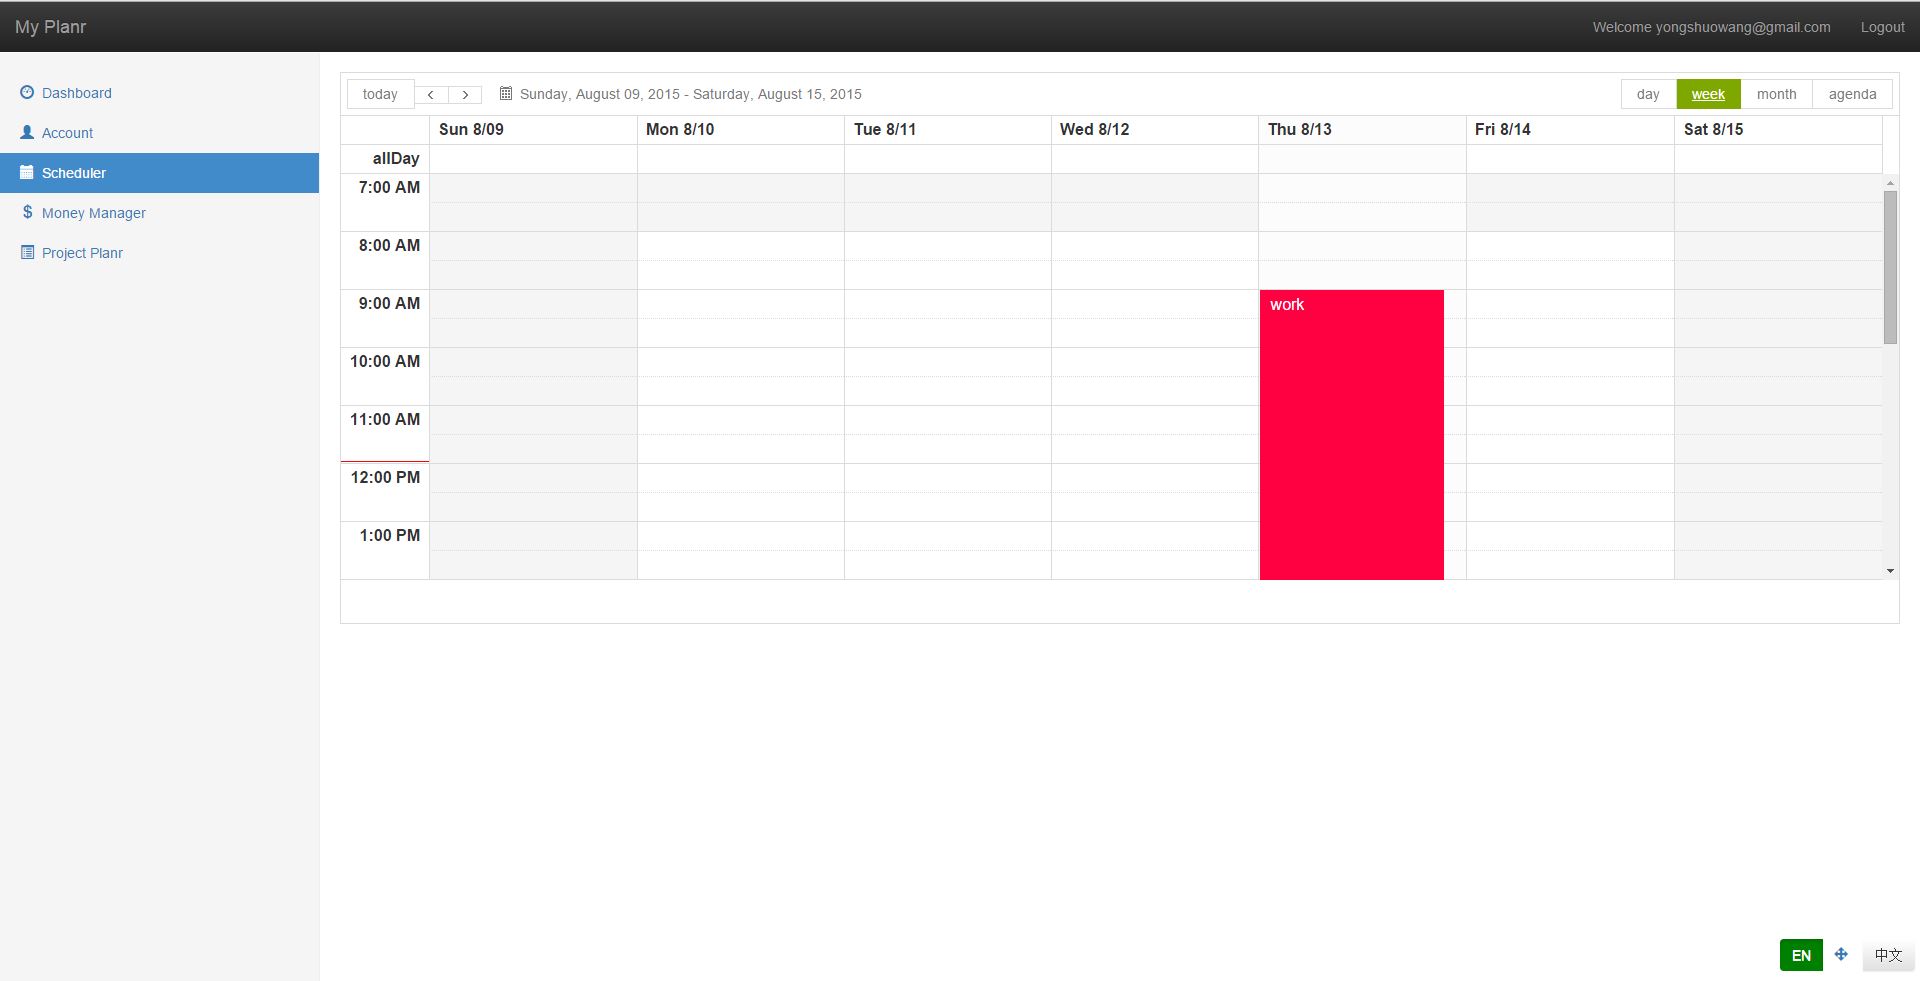 My Planr
Welcome yongshuowang@gmail.com Logout
Dashboard
Account
Scheduler
Money Manager
Project Planr
today Sunday, August 09, 2015 - Saturday, August 15, 2015 day week month agenda
Sun 8/09 Mon 8/10 Tue 8/11 Wed 8/12 Thu 8/13 Fri 8/14 Sat 8/15
allDay
7:00 AM
8:00 AM
9:00 AM work
10:00 AM
11:00 AM
12:00 PM
1:00 PM
EN 中文